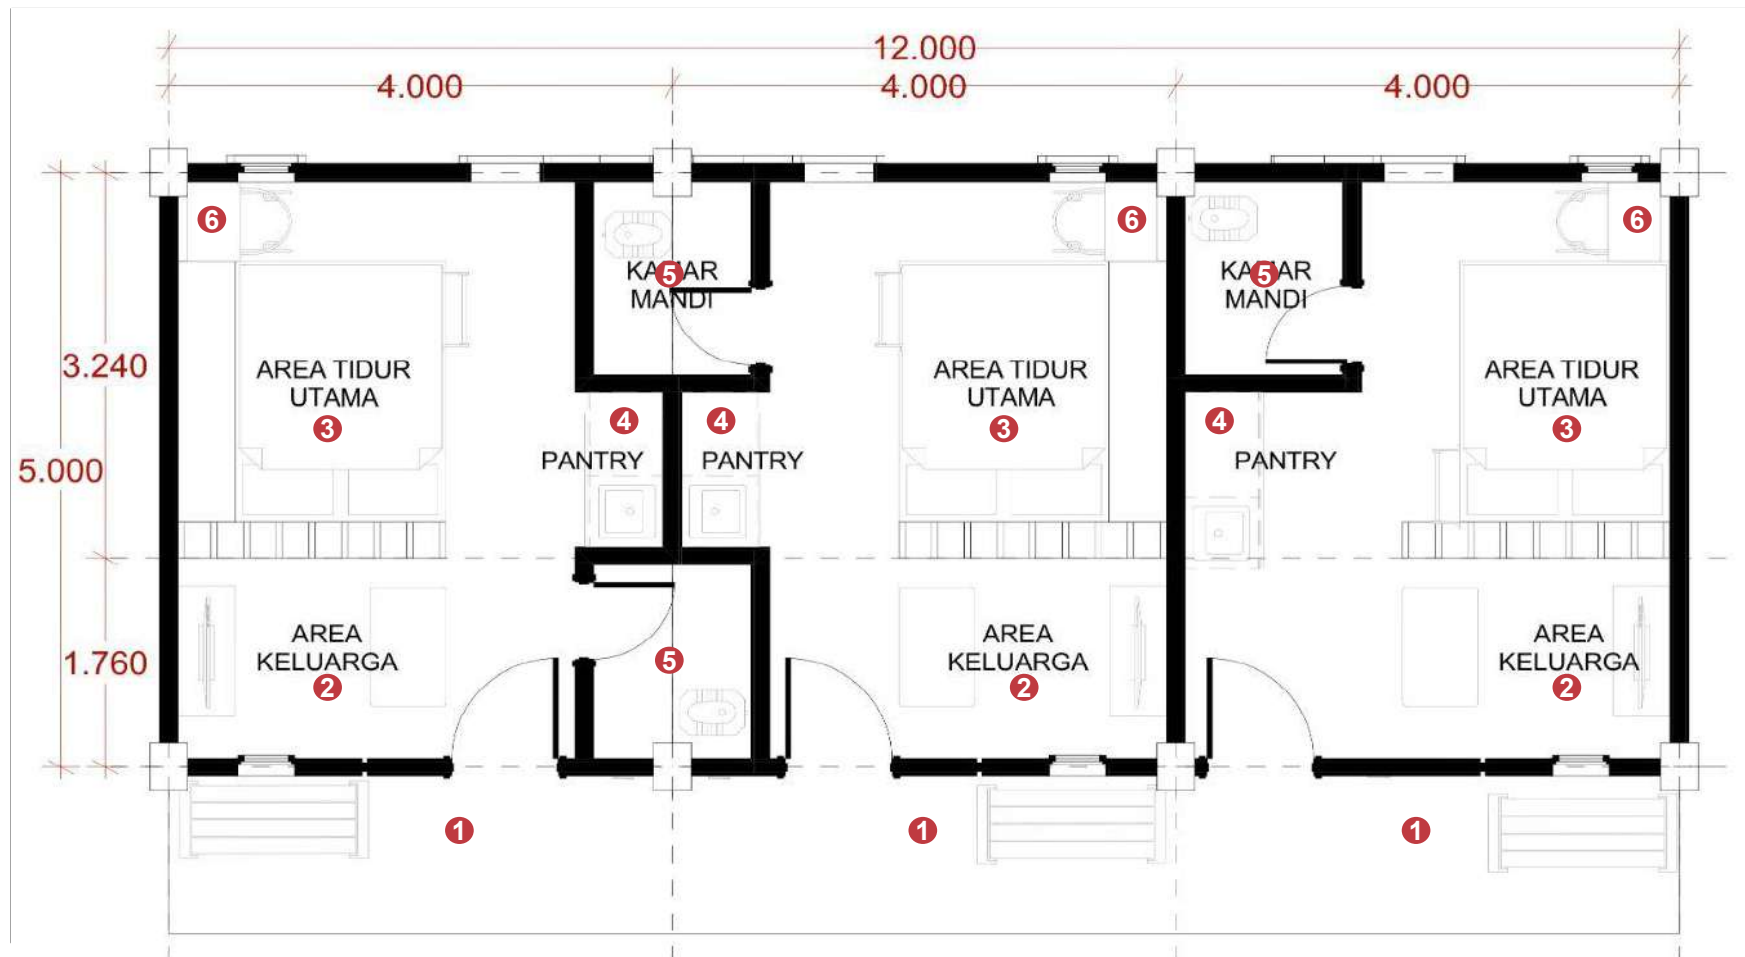 12.000
4.000 4.000 4.000
6 6 6
KAMAR MANDI
5
KAMAR MANDI
5
3.240
AREA TIDUR
UTAMA
3
AREA TIDUR
UTAMA
3
AREA TIDUR
UTAMA
3
4 4 4
PANTRY PANTRY PANTRY
5.000
1.760
AREA
KELUARGA
2
5
AREA
KELUARGA
2
AREA
KELUARGA
2
1 1 1